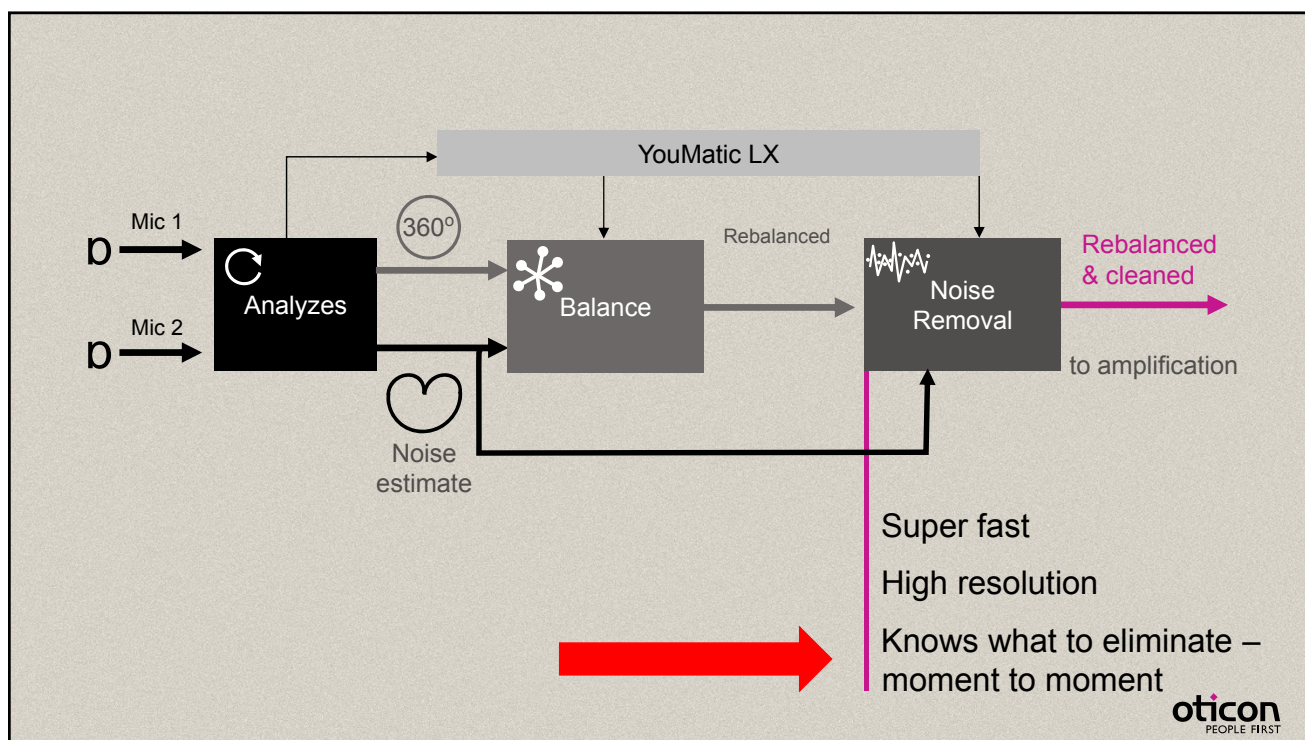 YouMatic LX
Mic 1
360º
Rebalanced
Rebalanced
& cleaned
Analyzes
Balance
Noise
Removal
Mic 2
to amplification
Noise
estimate
Super fast
High resolution
Knows what to eliminate –
moment to moment
oticon
PEOPLE FIRST